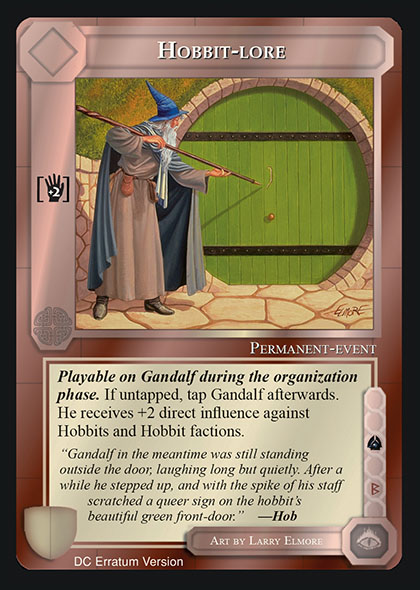 HOBBIT-LORE
[2]
ELMORE
PERMANENT-EVENT
Playable on Gandalf during the organization
phase. If untapped, tap Gandalf afterwards.
He receives +2 direct influence against
Hobbits and Hobbit factions.
“Gandalf in the meantime was still standing
outside the door, laughing long but quietly. After a
while he stepped up, and with the spike of his staff
scratched a queer sign on the hobbit’s
beautiful green front-door.” —Hob
ART BY LARRY ELMORE
DC Erratum Version